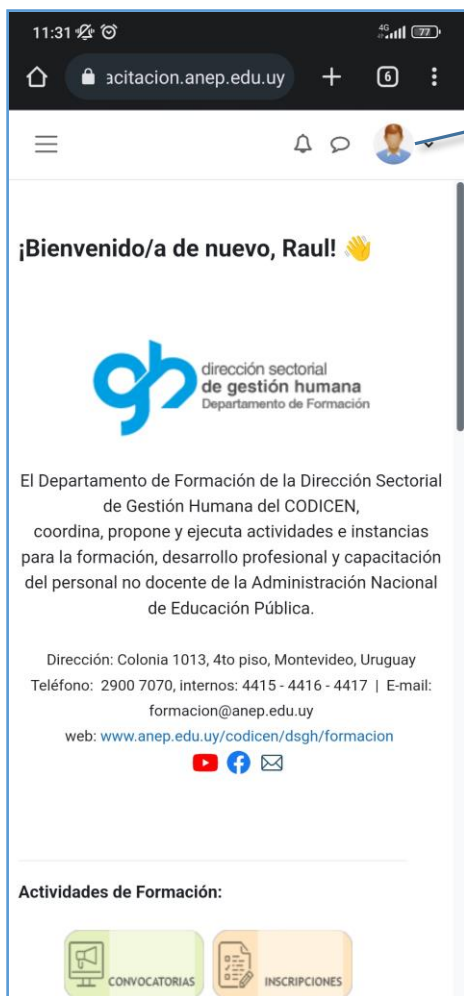 11:31 4G 77
acitacion.anep.edu.uy 6
¡Bienvenido/a de nuevo, Raul! 👋
gh dirección sectorial
de gestión humana
Departamento de Formación
El Departamento de Formación de la Dirección Sectorial
de Gestión Humana del CODICEN,
coordina, propone y ejecuta actividades e instancias
para la formación, desarrollo profesional y capacitación
del personal no docente de la Administración Nacional
de Educación Pública.
Dirección: Colonia 1013, 4to piso, Montevideo, Uruguay
Teléfono: 2900 7070, internos: 4415 - 4416 - 4417 | E-mail:
formacion@anep.edu.uy
web: www.anep.edu.uy/codicen/dsgh/formacion
Actividades de Formación:
CONVOCATORIAS INSCRIPCIONES